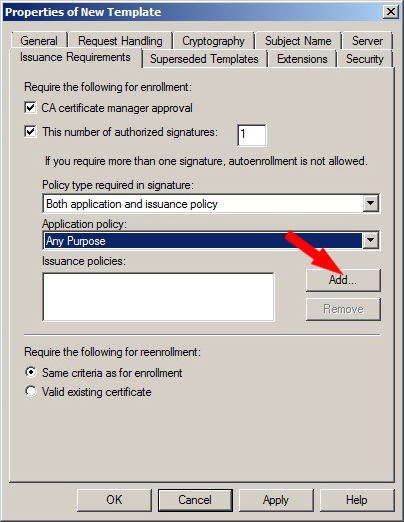 Properties of New Template
General Request Handling Cryptography Subject Name Server
Issuance Requirements Superseded Templates Extensions Security
Require the following for enrollment:
CA certificate manager approval
This number of authorized signatures: 1
If you require more than one signature, autoenrollment is not allowed.
Policy type required in signature:
Both application and issuance policy
Application policy:
Any Purpose
Issuance policies:
Add...
Remove
Require the following for reenrollment:
Same criteria as for enrollment
Valid existing certificate
OK Cancel Apply Help